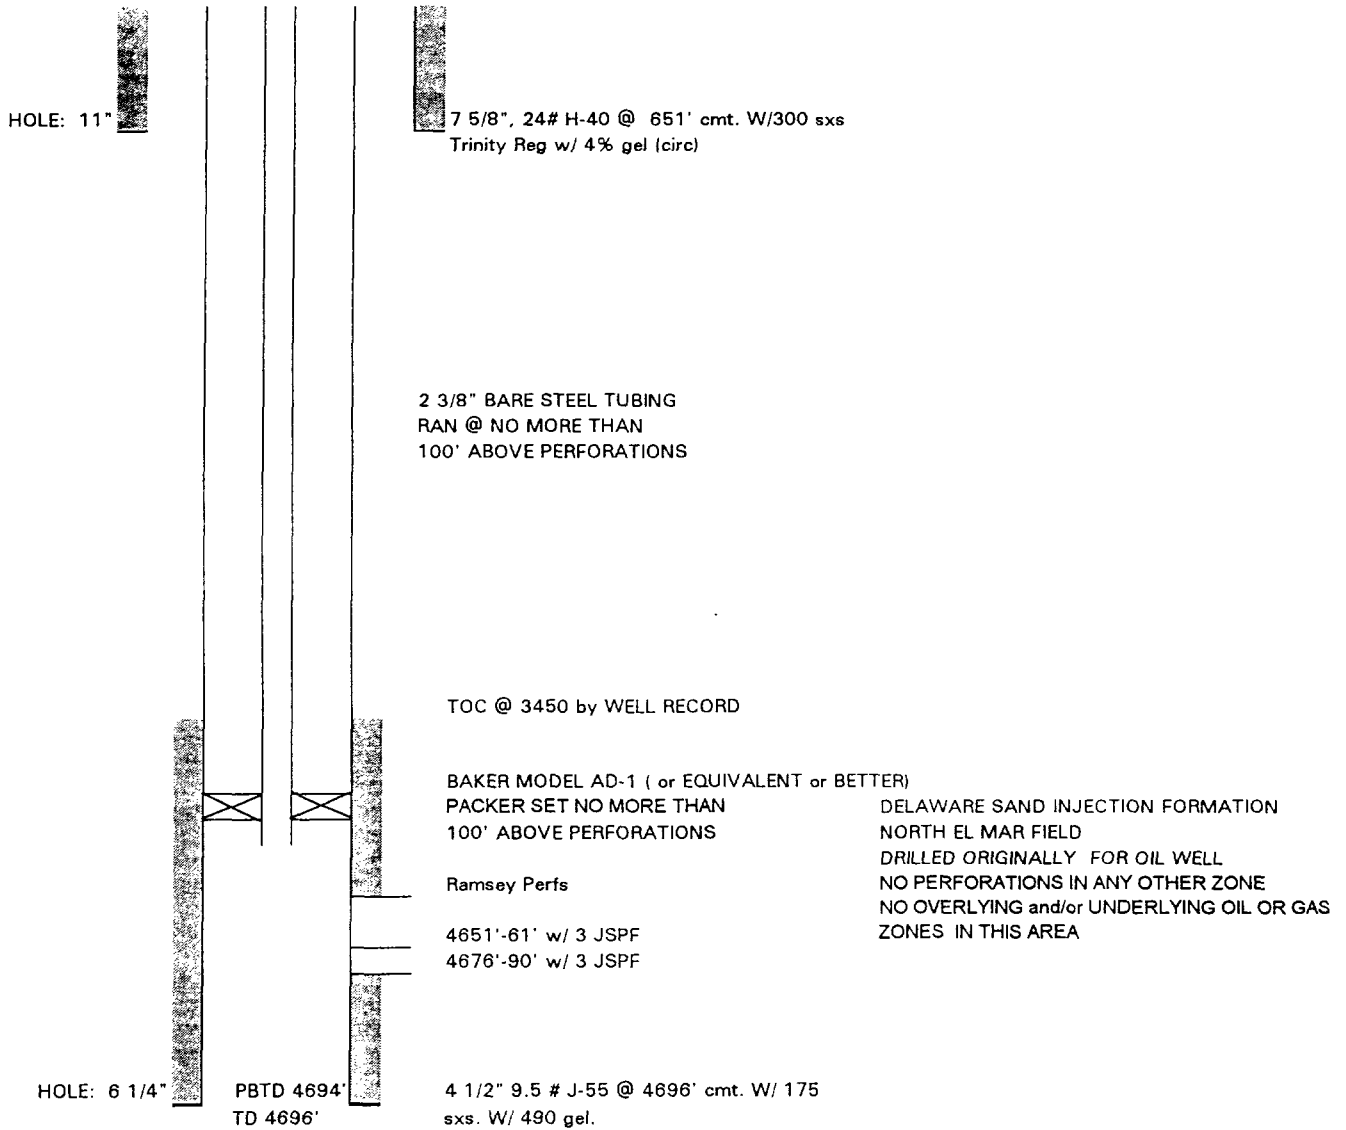 HOLE: 11"
7 5/8", 24# H-40 @ 651' cmt. W/300 sxs
Trinity Reg w/ 4% gel (circ)
2 3/8" BARE STEEL TUBING
RAN @ NO MORE THAN
100' ABOVE PERFORATIONS
TOC @ 3450 by WELL RECORD
BAKER MODEL AD-1 ( or EQUIVALENT or BETTER)
PACKER SET NO MORE THAN
100' ABOVE PERFORATIONS
DELAWARE SAND INJECTION FORMATION
NORTH EL MAR FIELD
DRILLED ORIGINALLY FOR OIL WELL
NO PERFORATIONS IN ANY OTHER ZONE
NO OVERLYING and/or UNDERLYING OIL OR GAS
ZONES IN THIS AREA
Ramsey Perfs
4651'-61' w/ 3 JSPF
4676'-90' w/ 3 JSPF
HOLE: 6 1/4"
PBTD 4694'
TD 4696'
4 1/2" 9.5 # J-55 @ 4696' cmt. W/ 175
sxs. W/ 490 gel.